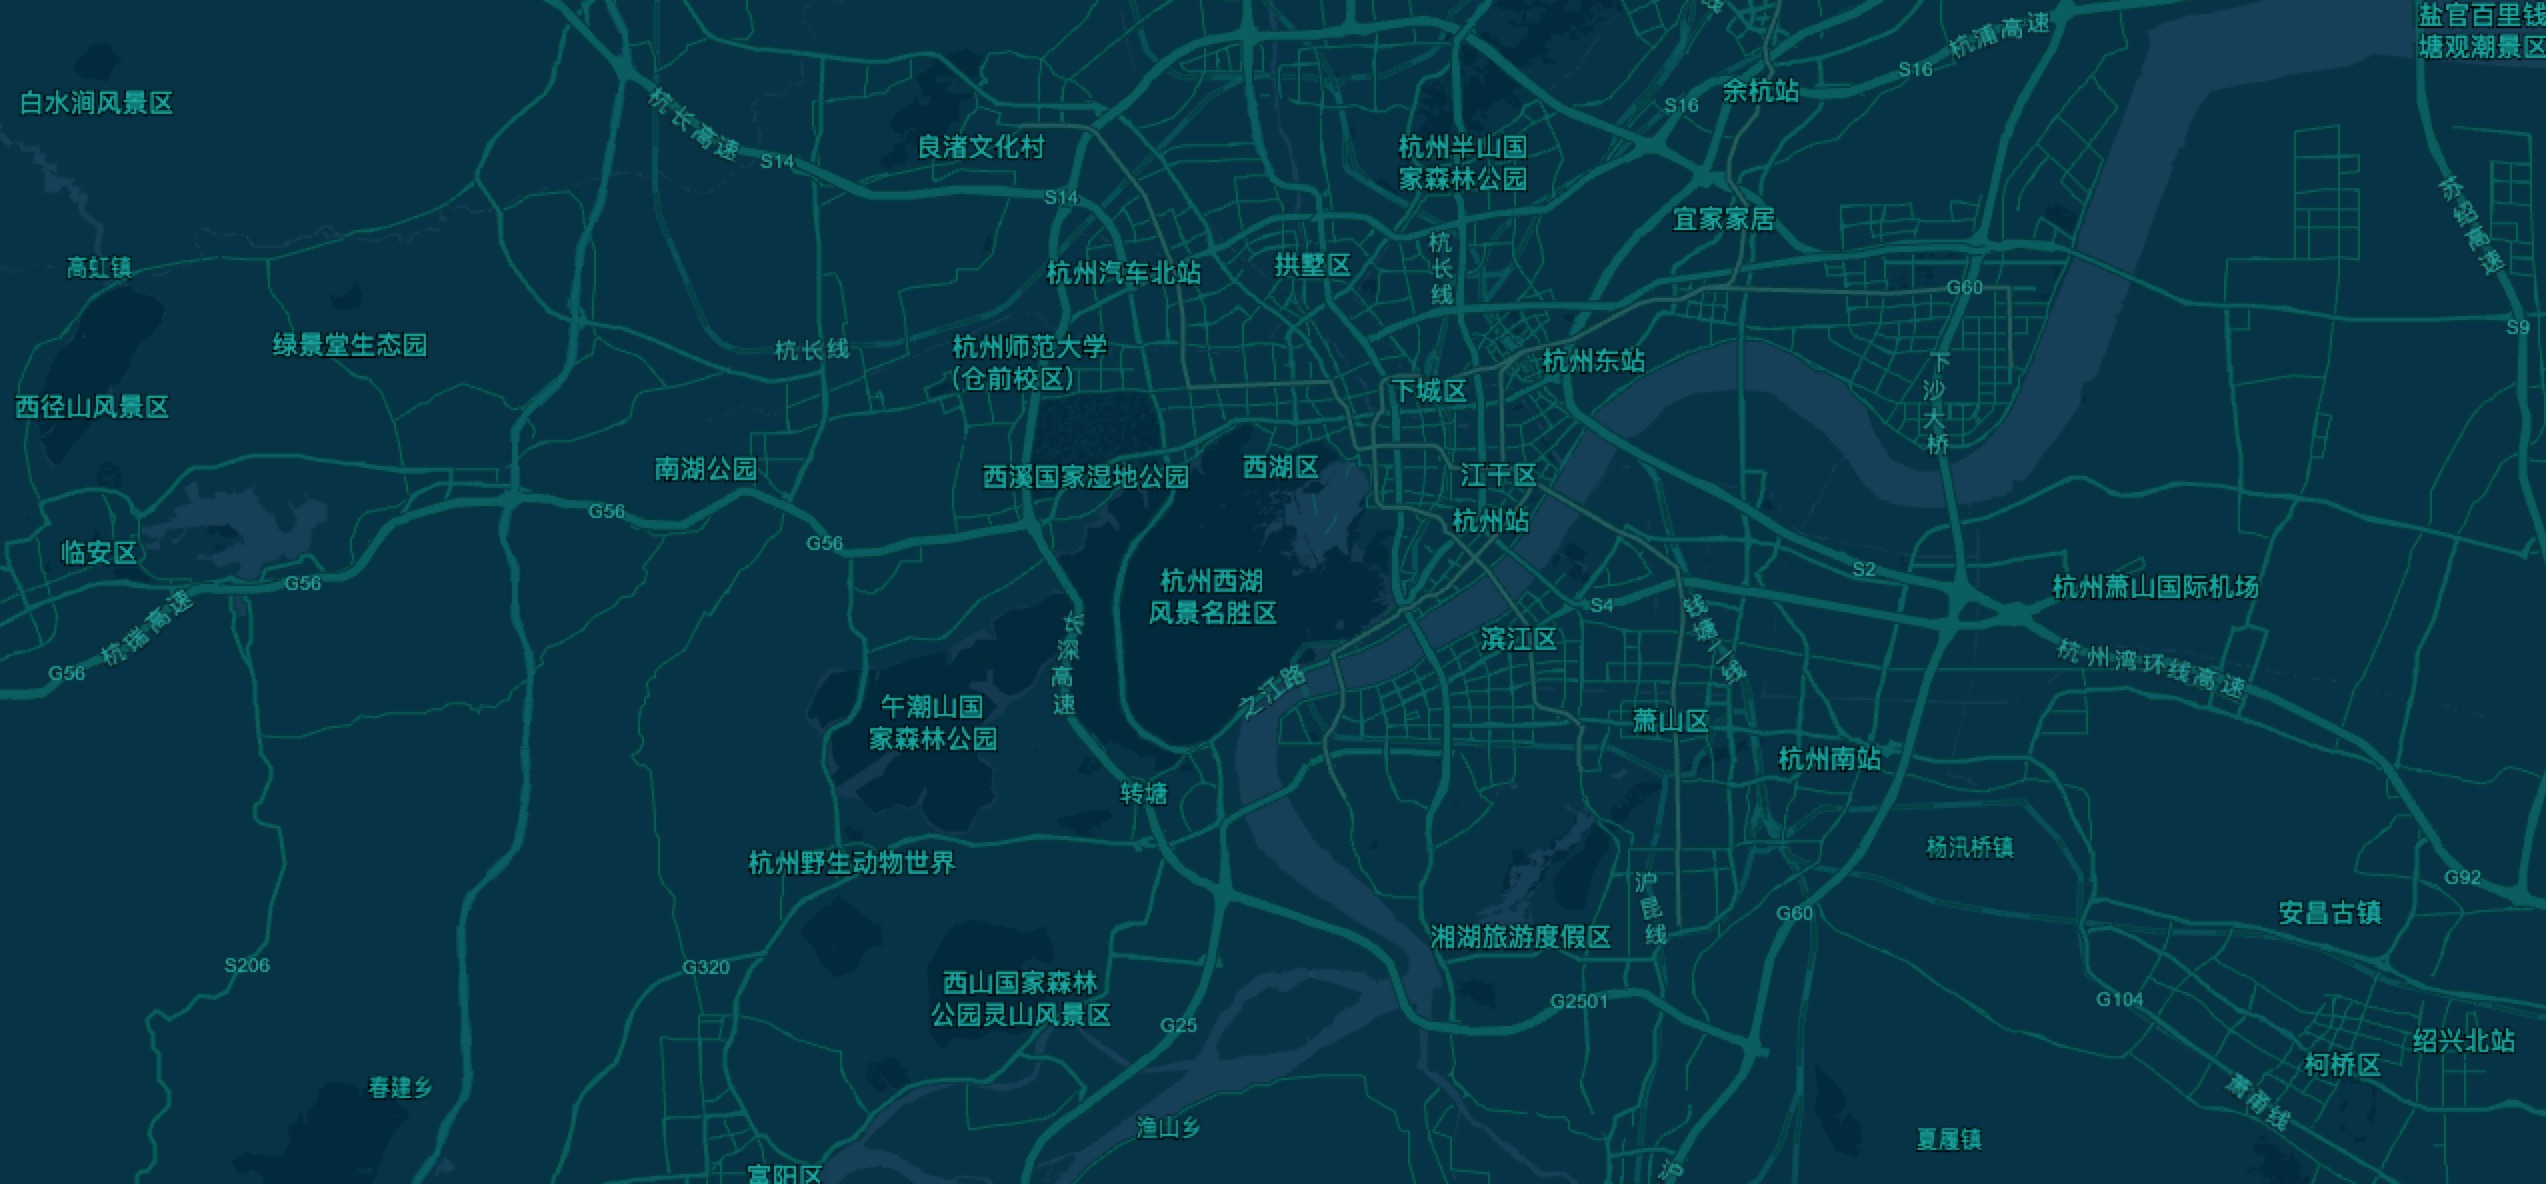 盐官百里钱
塘观潮景区
杭浦高速
S16
余杭站
S16
白水涧风景区
杭长高速
S14
良渚文化村
杭州半山国
家森林公园
S14
苏绍高速
宜家家居
杭长线
高虹镇
杭州汽车北站
拱墅区
G60
S9
绿景堂生态园
杭长线
杭州师范大学
(仓前校区)
杭州东站
下沙大桥
西径山风景区
下城区
南湖公园
西溪国家湿地公园
西湖区
江干区
G56
杭州站
G56
临安区
G56
杭州西湖
风景名胜区
S2
杭州萧山国际机场
S4
杭瑞高速
G56
长深高速
滨江区
钱塘二线
杭州湾环线高速
之江路
午潮山国
家森林公园
萧山区
杭州南站
转塘
杭州野生动物世界
杨汛桥镇
沪昆线
G92
G60
安昌古镇
湘湖旅游度假区
S206
G320
西山国家森林
公园灵山风景区
G2501
G104
G25
绍兴北站
柯桥区
春建乡
萧甬线
渔山乡
夏履镇
富阳区
沪